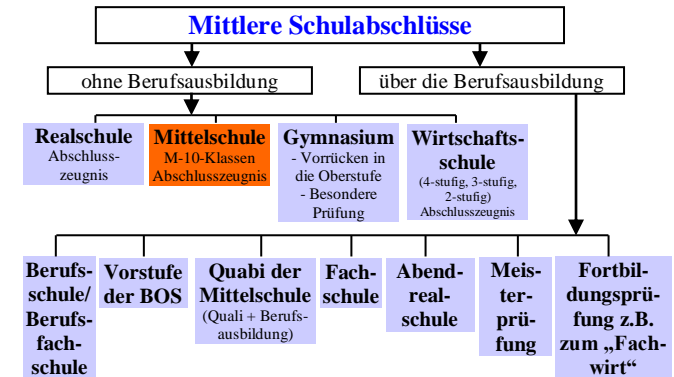 Mittlere Schulabschlüsse
ohne Berufsausbildung
über die Berufsausbildung
Realschule
Abschluss-
zeugnis
Mittelschule
M-10-Klassen
Abschlusszeugnis
Gymnasium
- Vorrücken in
die Oberstufe
- Besondere
Prüfung
Wirtschafts-
schule
(4-stufig, 3-stufig,
2-stufig)
Abschlusszeugnis
Berufs-
schule/
Berufs-
fach-
schule
Vorstufe
der BOS
Quabi der
Mittelschule
(Quali + Berufs-
ausbildung)
Fach-
schule
Abend-
real-
schule
Meis-
ter-
prü-
fung
Fortbil-
dungsprü-
fung z.B.
zum „Fach-
wirt“